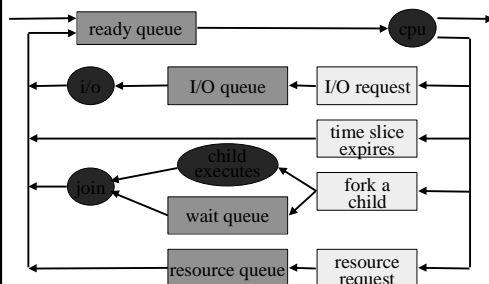 ready queue
cpu
i/o
I/O queue
I/O request
time slice
expires
child
executes
fork a
child
join
wait queue
resource queue
resource
request